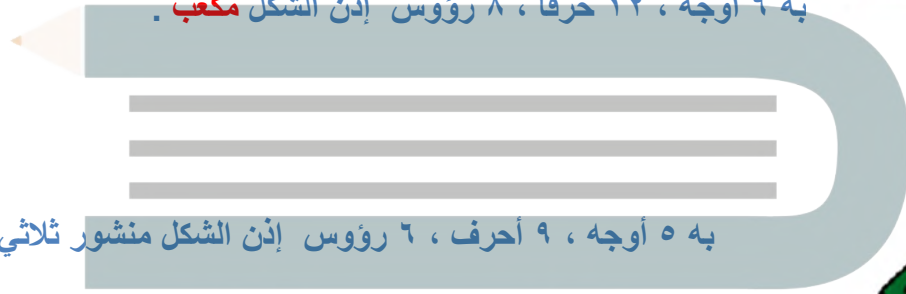 به ٦ أوجه ، ١٢ حرفا ، ٨ رؤوس إذن الشكل مكعب .
به ٥ أوجه ، ٩ أحرف ، ٦ رؤوس إذن الشكل منشور ثلاثي